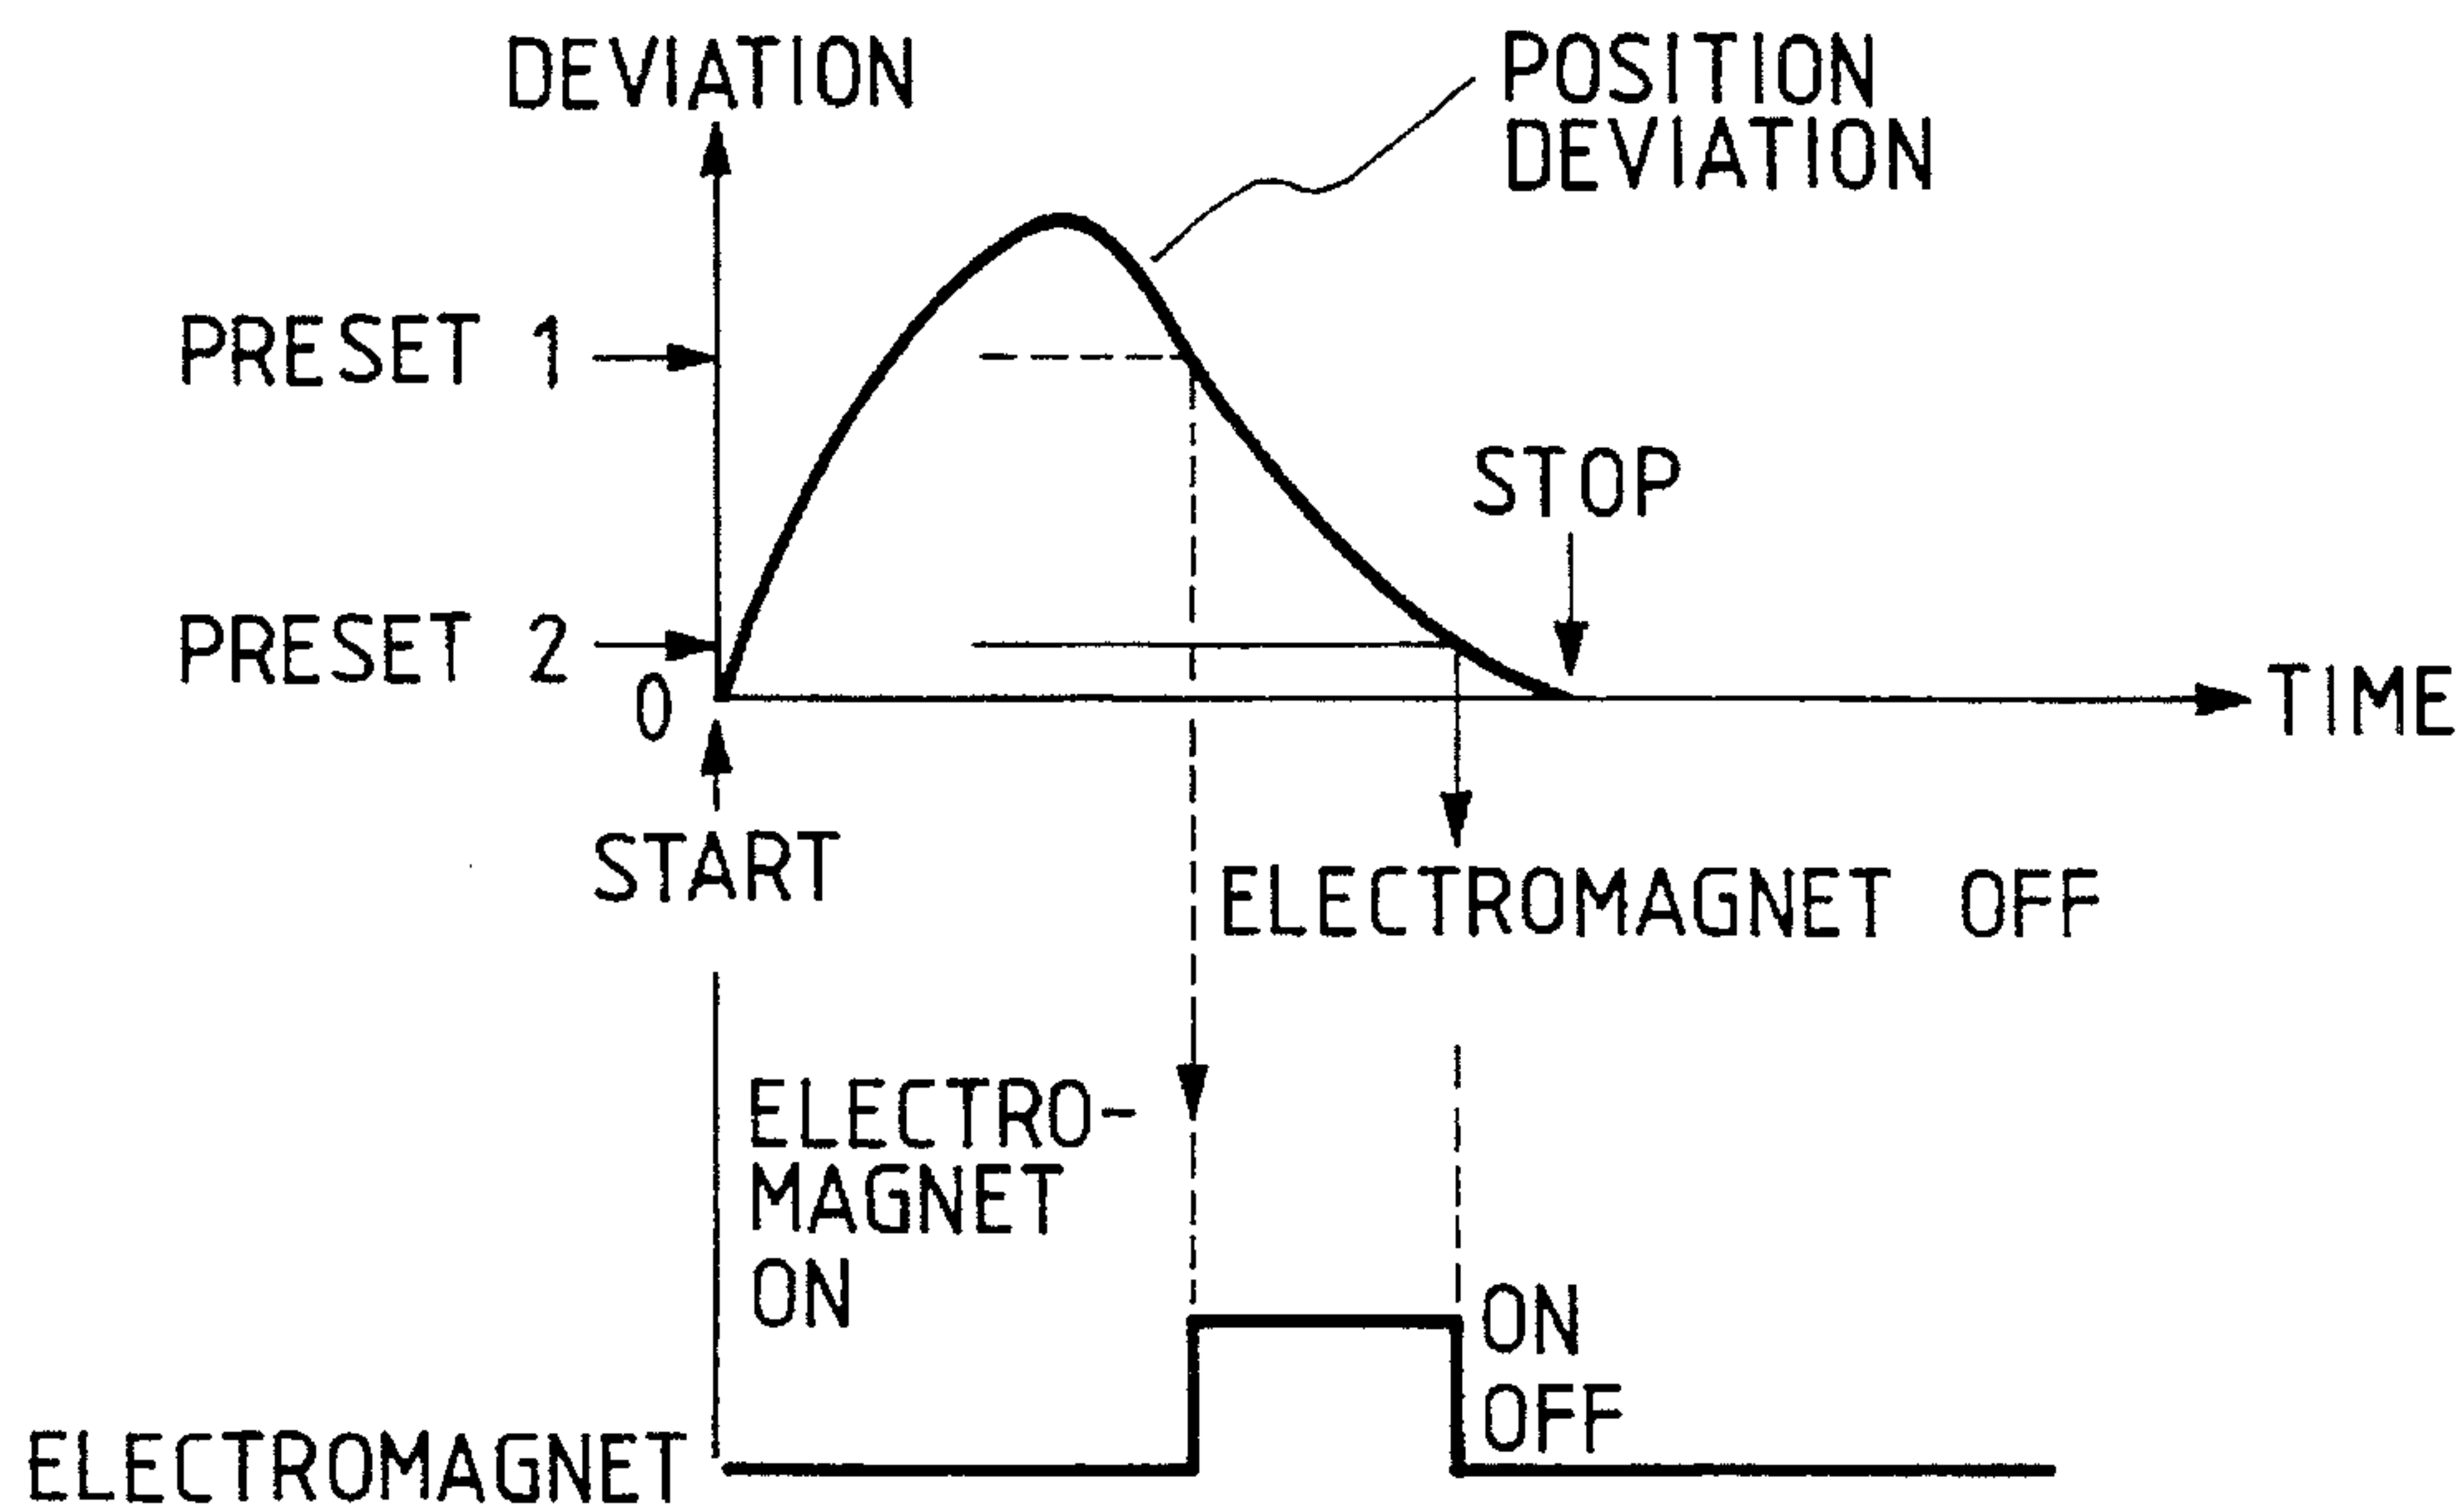 DEVIATION
POSITION
DEVIATION
PRESET 1
STOP
PRESET 2
0
TIME
START
ELECTROMAGNET OFF
ELECTRO-
MAGNET
ON
ON
OFF
ELECTROMAGNET